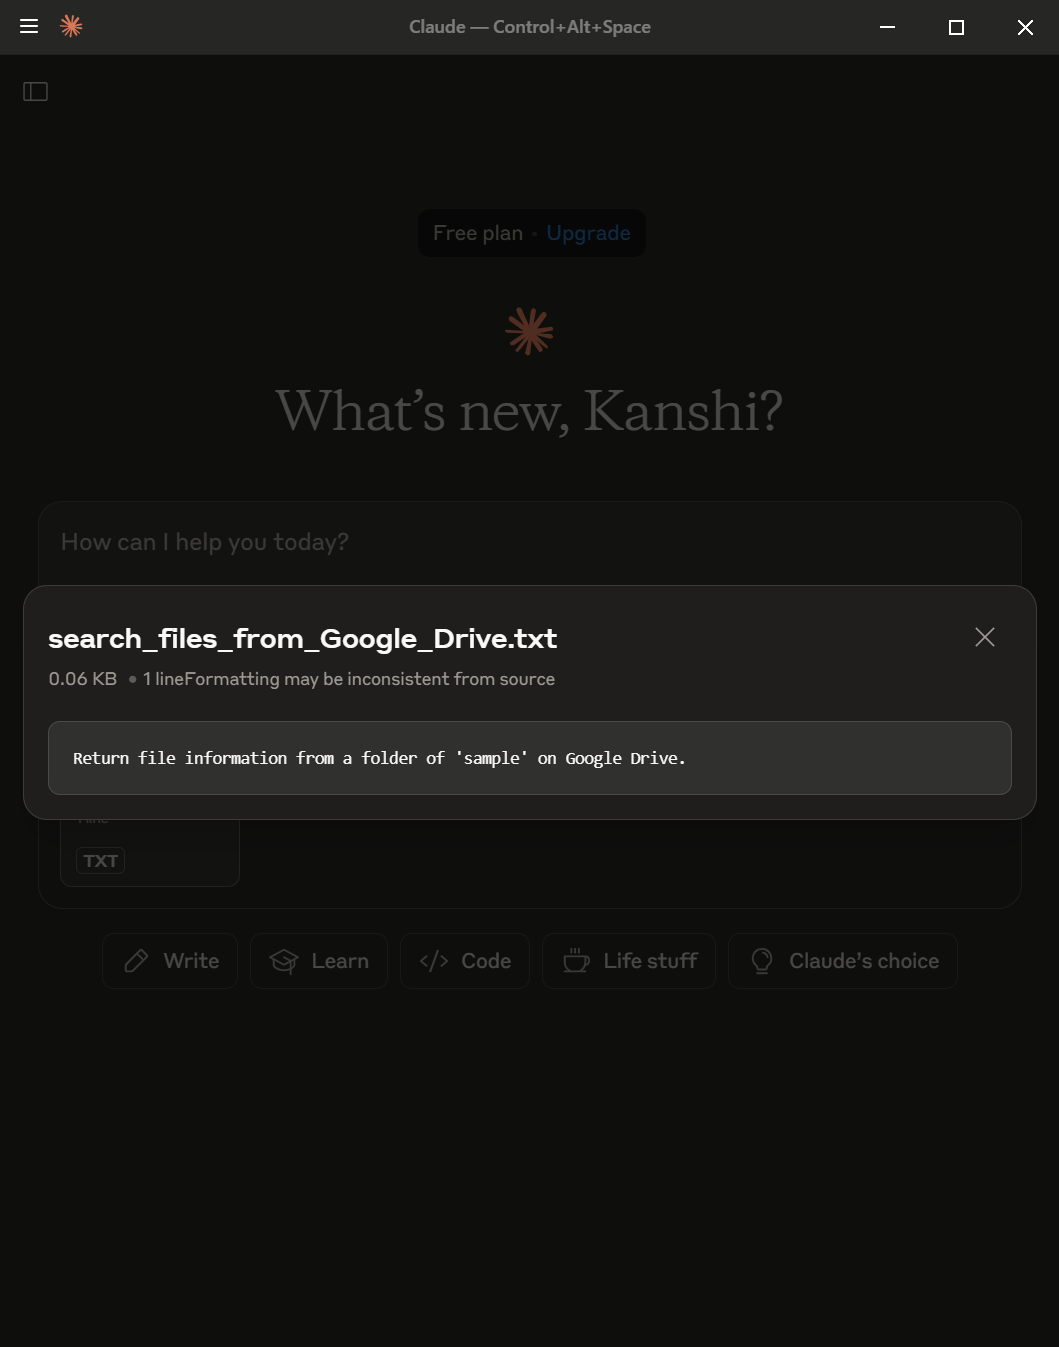 Claude — Control+Alt+Space
Free plan • Upgrade
What's new, Kanshi?
How can I help you today?
search_files_from_Google_Drive.txt
0.06 KB • 1 lineFormatting may be inconsistent from source
Return file information from a folder of 'sample' on Google Drive.
TXT
Write
Learn
Code
Life stuff
Claude's choice